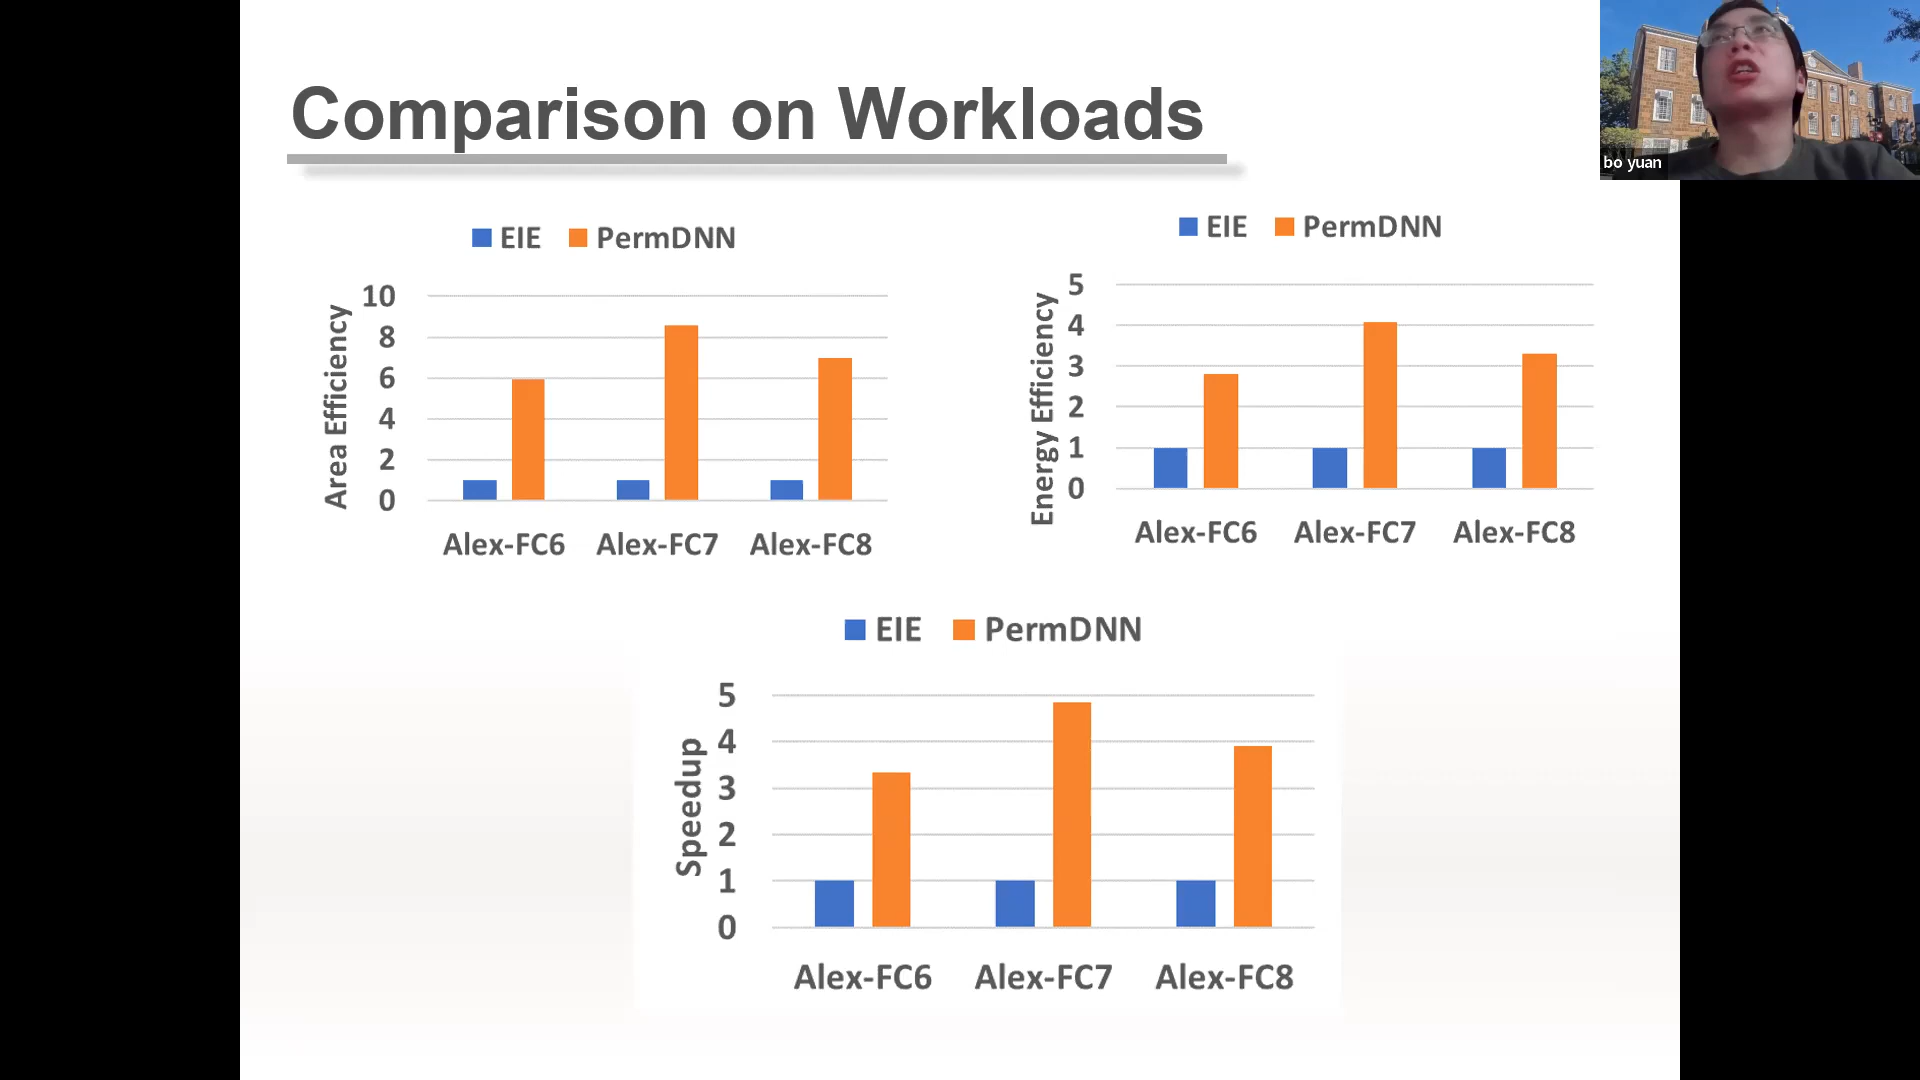 Comparison on Workloads
bo yuan
EIE PermDNN
Area Efficiency
10
8
6
4
2
0
Alex-FC6 Alex-FC7 Alex-FC8
EIE PermDNN
Energy Efficiency
5
4
3
2
1
0
Alex-FC6 Alex-FC7 Alex-FC8
EIE PermDNN
Speedup
5
4
3
2
1
0
Alex-FC6 Alex-FC7 Alex-FC8